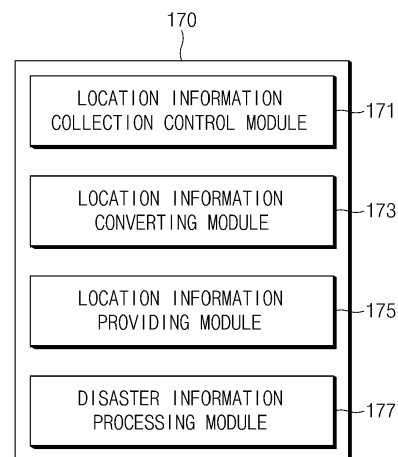 170
LOCATION INFORMATION
COLLECTION CONTROL MODULE
171
LOCATION INFORMATION
CONVERTING MODULE
173
LOCATION INFORMATION
PROVIDING MODULE
175
DISASTER INFORMATION
PROCESSING MODULE
177